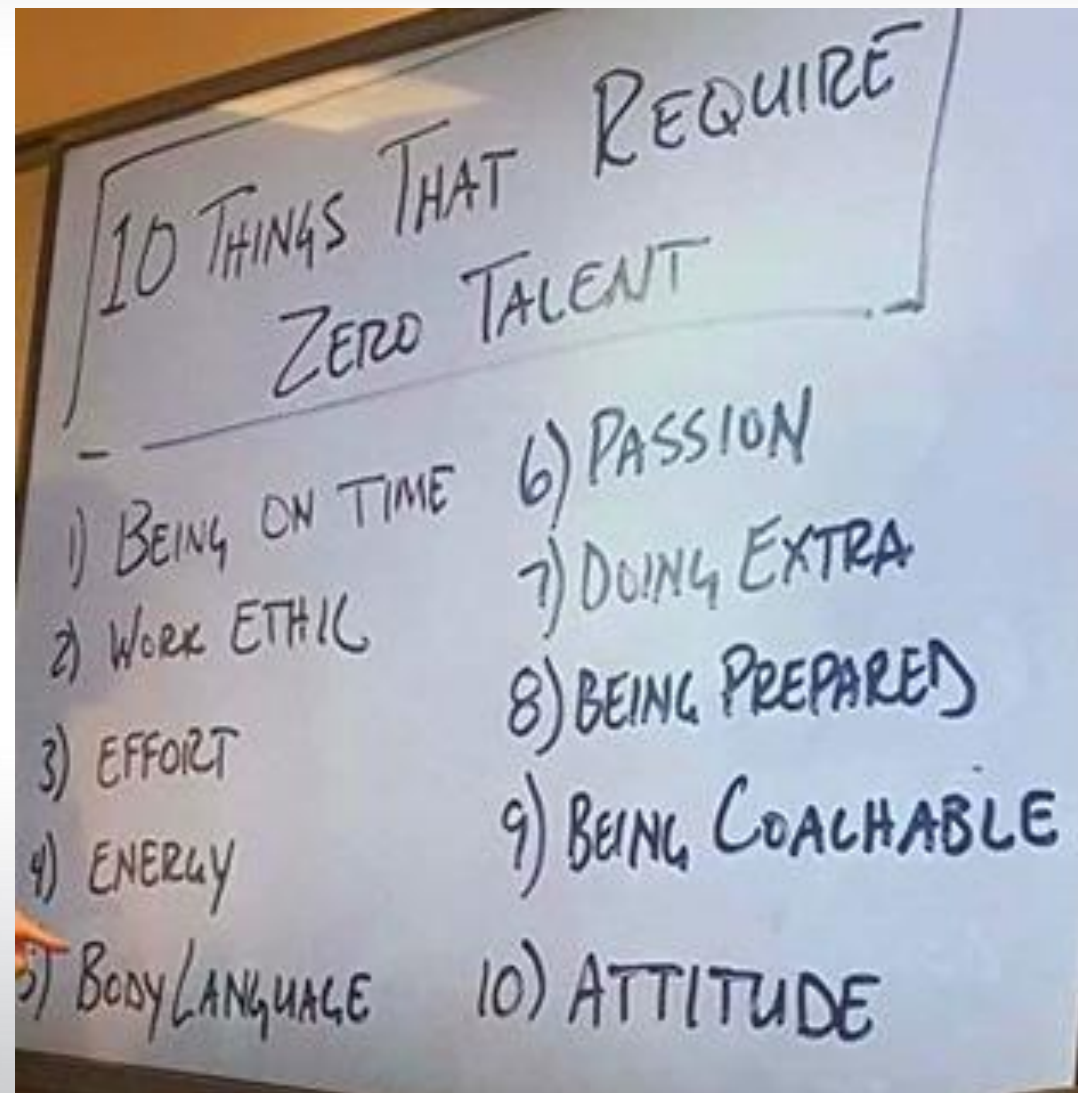 10 THINGS THAT REQUIRE
ZERO TALENT
1) BEING ON TIME
2) WORK ETHIC
3) EFFORT
4) ENERGY
5) BODY LANGUAGE
6) PASSION
7) DOING EXTRA
8) BEING PREPARED
9) BEING COACHABLE
10) ATTITUDE